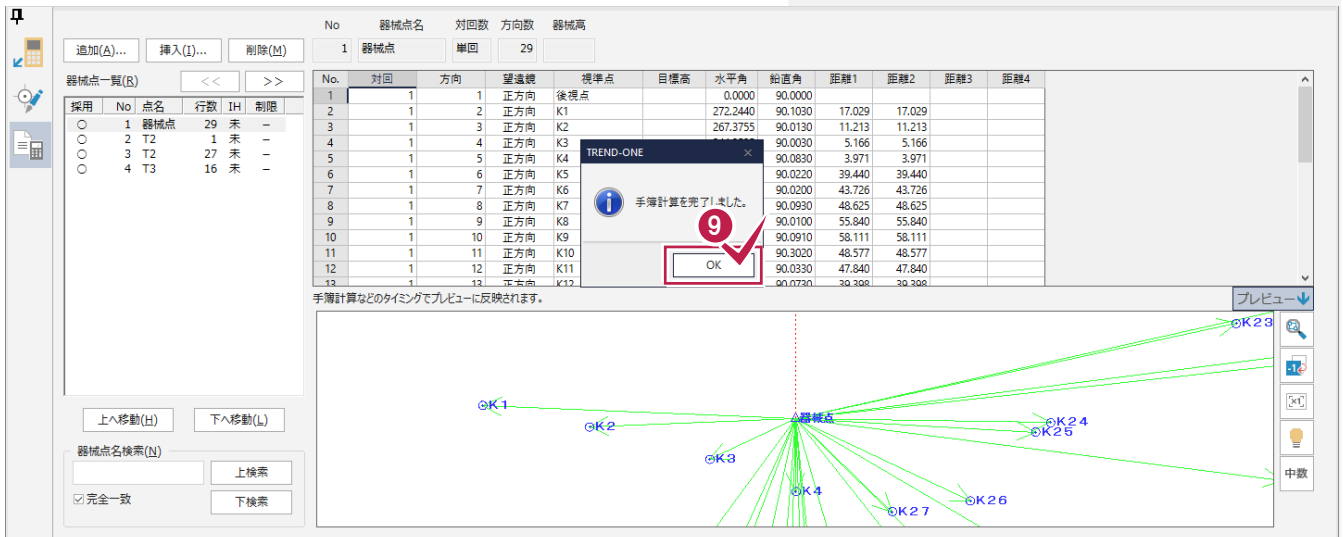 No 器械点名 対回数 方向数 器械高
追加(A)... 挿入(I)... 削除(M)
1 器械点 単回 29
器械点一覧(R) << >>
採用 No 点名 行数 IH 制限
○ 1 器械点 29 未 －
○ 2 T2 1 未 －
○ 3 T2 27 未 －
○ 4 T3 16 未 －
No. 対回 方向 望遠鏡 視準点 目標高 水平角 鉛直角 距離1 距離2 距離3 距離4
1 1 1 正方向 後視点 0.0000 90.0000
2 1 2 正方向 K1 272.2440 90.1030 17.029 17.029
3 1 3 正方向 K2 267.3755 90.0130 11.213 11.213
4 1 4 正方向 K3 90.0030 5.166 5.166
5 1 5 正方向 K4 90.0830 3.971 3.971
6 1 6 正方向 K5 90.0220 39.440 39.440
7 1 7 正方向 K6 90.0200 43.726 43.726
8 1 8 正方向 K7 90.0930 48.625 48.625
9 1 9 正方向 K8 90.0100 55.840 55.840
10 1 10 正方向 K9 90.0910 58.111 58.111
11 1 11 正方向 K10 90.3020 48.577 48.577
12 1 12 正方向 K11 90.0330 47.840 47.840
13 1 13 正方向 K12 90.0730 39.398 39.398
TREND-ONE ×
手簿計算を完了しました。
9
OK
手簿計算などのタイミングでプレビューに反映されます。
プレビュー
K23
K1
器械点
K24
K2
K25
K3
K4
K26
K27
中数
上へ移動(H) 下へ移動(L)
器械点名検索(N)
上検索
完全一致 下検索